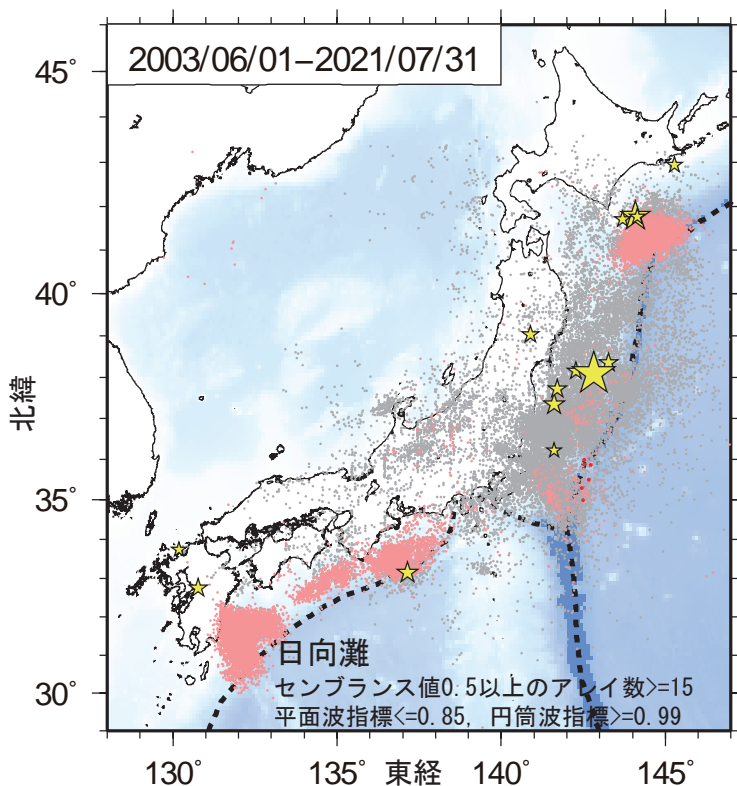 2003/06/01−2021/07/31
45°
40°
35°
30°
北緯
日向灘
センブランス値0.5以上のアレイ数>=15
平面波指標<=0.85, 円筒波指標>=0.99
130° 135° 東経 140° 145°